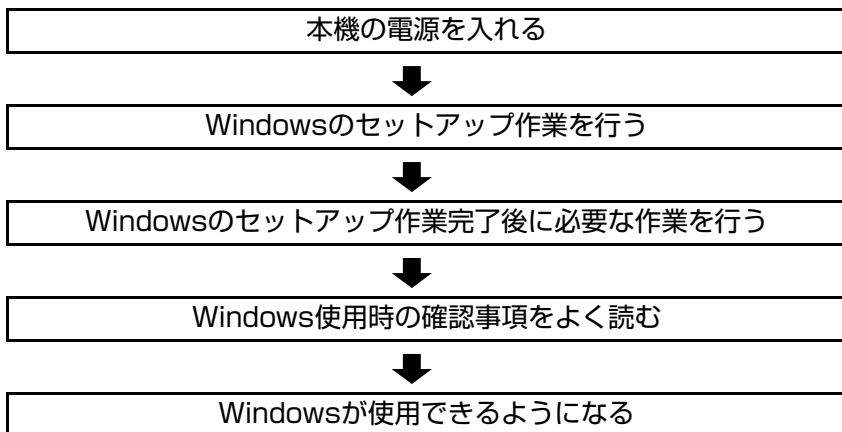 本機の電源を入れる
Windowsのセットアップ作業を行う
Windowsのセットアップ作業完了後に必要な作業を行う
Windows使用時の確認事項をよく読む
Windowsが使用できるようになる